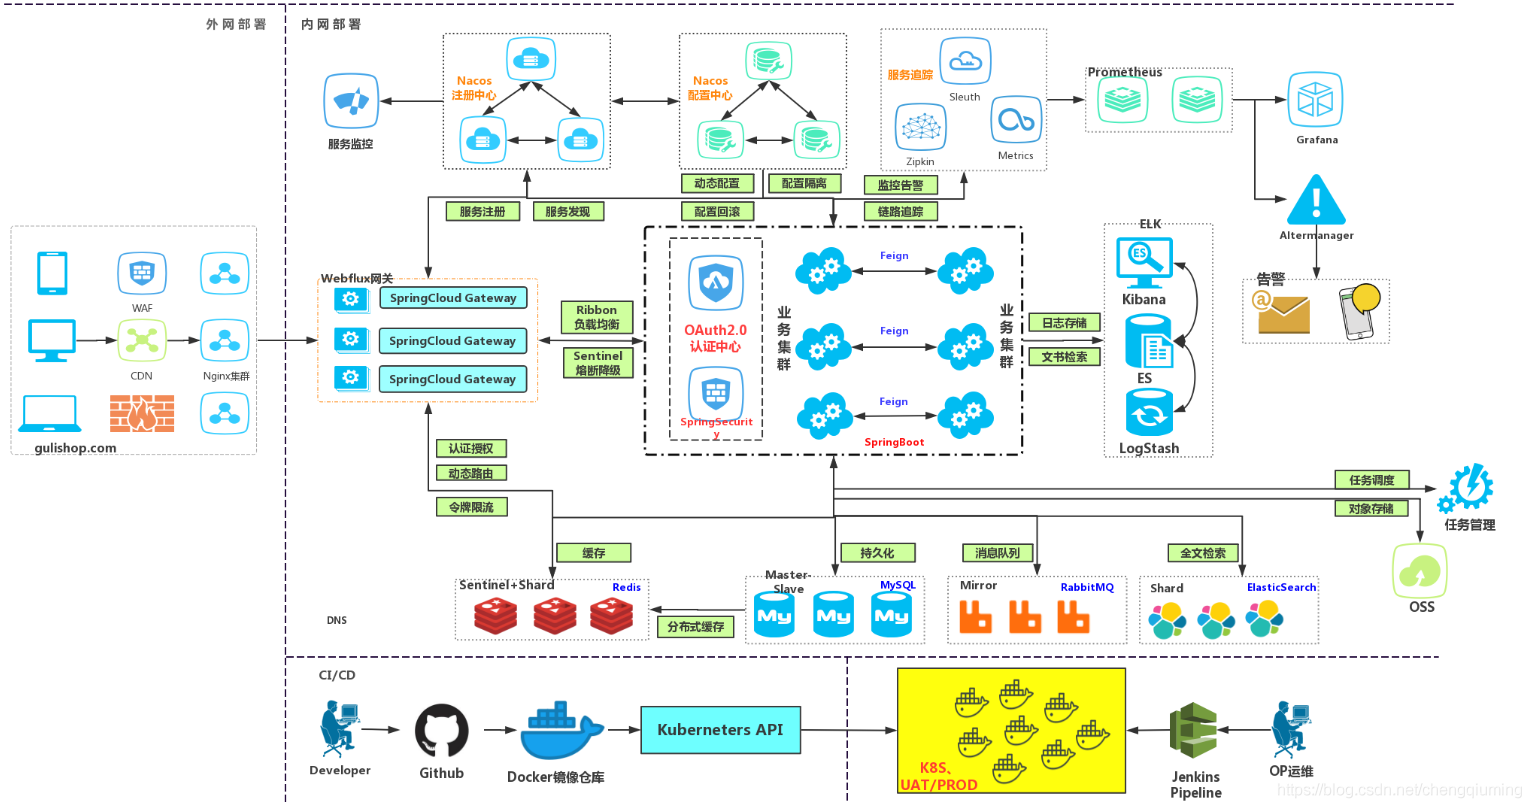 外网部署
内网部署
Nacos
注册中心
服务监控
Nacos
配置中心
服务追踪
Sleuth
Zipkin
Metrics
Prometheus
Grafana
Altermanager
告警
@
动态配置
配置隔离
监控告警
服务注册
服务发现
配置回滚
链路追踪
WAF
CDN
Nginx集群
gulishop.com
Webflux网关
SpringCloud Gateway
SpringCloud Gateway
SpringCloud Gateway
Ribbon
负载均衡
Sentinel
熔断降级
OAuth2.0
认证中心
SpringSecurit
y
业务集群
Feign
Feign
Feign
业务集群
SpringBoot
日志存储
文书检索
ELK
ES
Kibana
ES
LogStash
认证授权
动态路由
令牌限流
任务调度
对象存储
任务管理
OSS
缓存
持久化
消息队列
全文检索
Sentinel+Shard
Redis
分布式缓存
Master-
Slave
MySQL
My
My
My
Mirror
RabbitMQ
Shard
ElasticSearch
DNS
CI/CD
Developer
Github
Docker镜像仓库
Kuberneters API
K8S、
UAT/PROD
Jenkins
Pipeline
OP运维
https://blog.csdn.net/chengqiuming